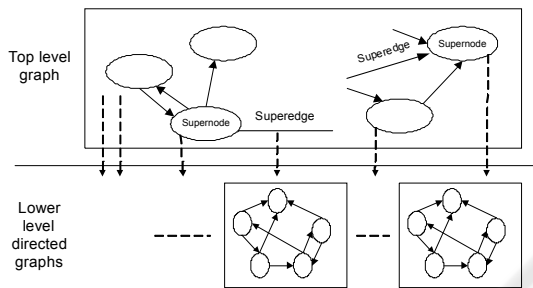 Top level
graph
Superedge
Supernode
Supernode
Superedge
Lower
level
directed
graphs